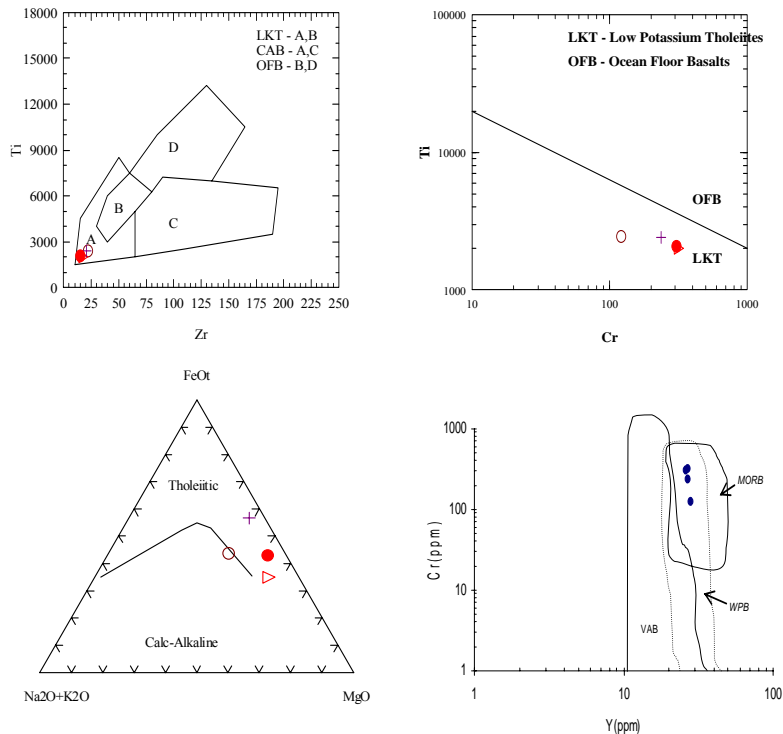 18000
15000
12000
9000
6000
3000
0
Ti
LKT - A,B
CAB - A,C
OFB - B,D
D
B
C
A
0 25 50 75 100 125 150 175 200 225 250
Zr
100000
10000
1000
Ti
LKT - Low Potassium Tholeiites
OFB - Ocean Floor Basalts
OFB
LKT
10 100 1000
Cr
FeOt
Tholeiitic
Calc-Alkaline
Na2O+K2O MgO
1000
100
10
1
Cr(ppm)
MORB
WPB
VAB
1 10 100
Y(ppm)